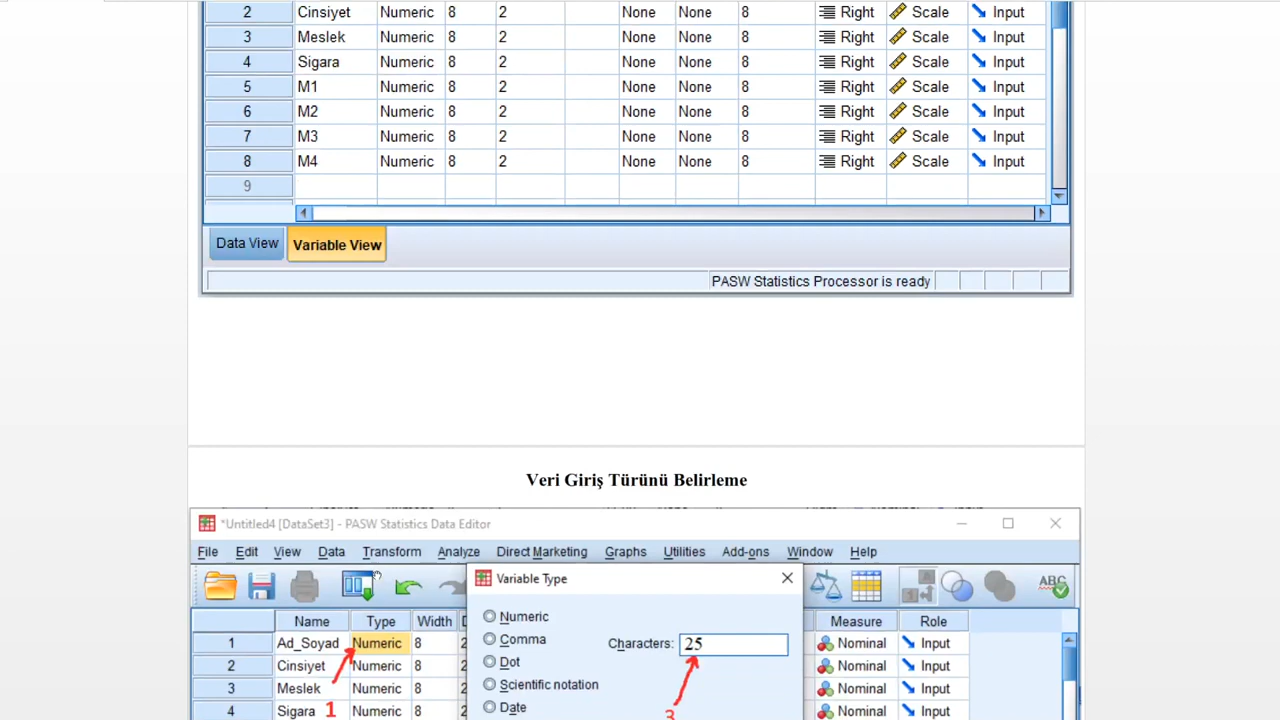 2 Cinsiyet Numeric 8 2 None None 8 Right Scale Input
3 Meslek Numeric 8 2 None None 8 Right Scale Input
4 Sigara Numeric 8 2 None None 8 Right Scale Input
5 M1 Numeric 8 2 None None 8 Right Scale Input
6 M2 Numeric 8 2 None None 8 Right Scale Input
7 M3 Numeric 8 2 None None 8 Right Scale Input
8 M4 Numeric 8 2 None None 8 Right Scale Input
9
Data View Variable View
PASW Statistics Processor is ready
Veri Giriş Türünü Belirleme
*Untitled4 [DataSet3] - PASW Statistics Data Editor
File Edit View Data Transform Analyze Direct Marketing Graphs Utilities Add-ons Window Help
Variable Type
ABC
Numeric
Name Type Width Measure Role
Comma Characters: 25
1 Ad_Soyad Numeric 8 2 Nominal Input
Dot
2 Cinsiyet Numeric 8 2 Nominal Input
Scientific notation
3 Meslek Numeric 8 2 Nominal Input
Date
4 Sigara 1 Numeric 8 2 3 Nominal Input